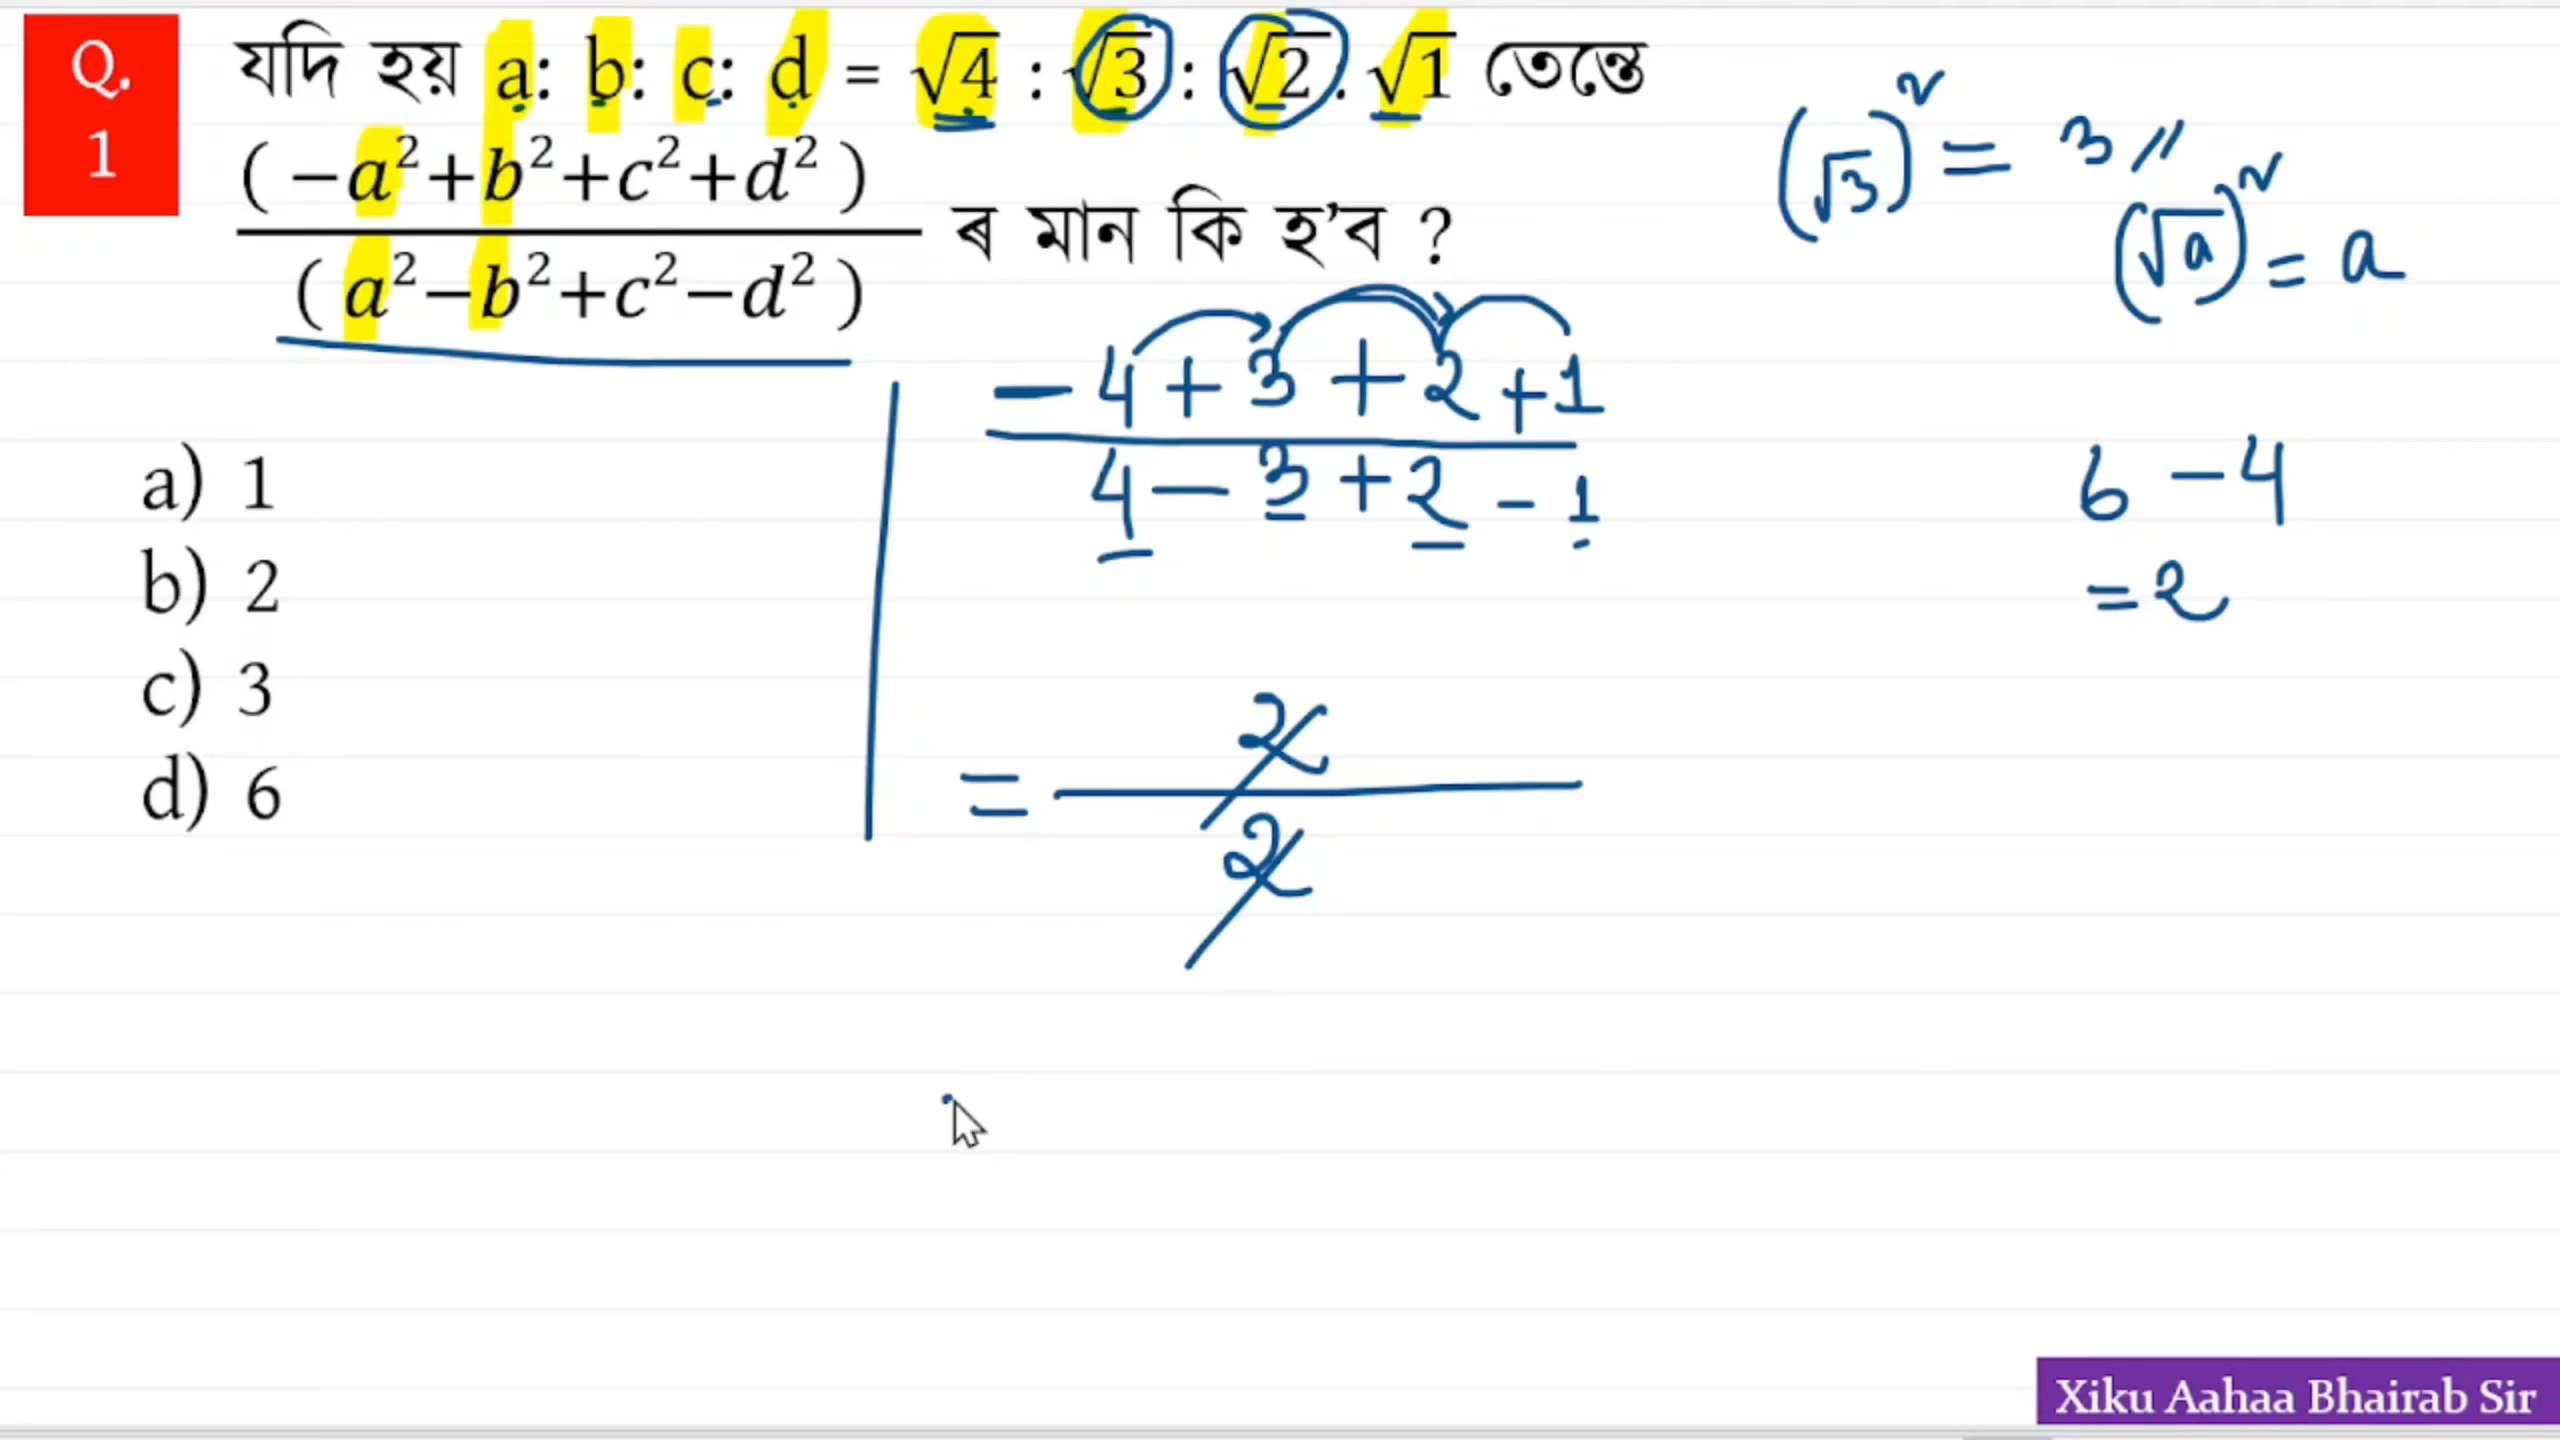 Q. 1
যদি হয় a: b: c: d = √4 : √3 : √2 : √1 তেন্তে
( −a²+b²+c²+d² )
( a²−b²+c²−d² )
ৰ মান কি হ’ব ?
(√3)² = 3 //
(√a)² = a
a) 1
b) 2
c) 3
d) 6
− 4 + 3 + 2 + 1
4 − 3 + 2 − 1
6 − 4
= 2
= 2
2
Xiku Aahaa Bhairab Sir